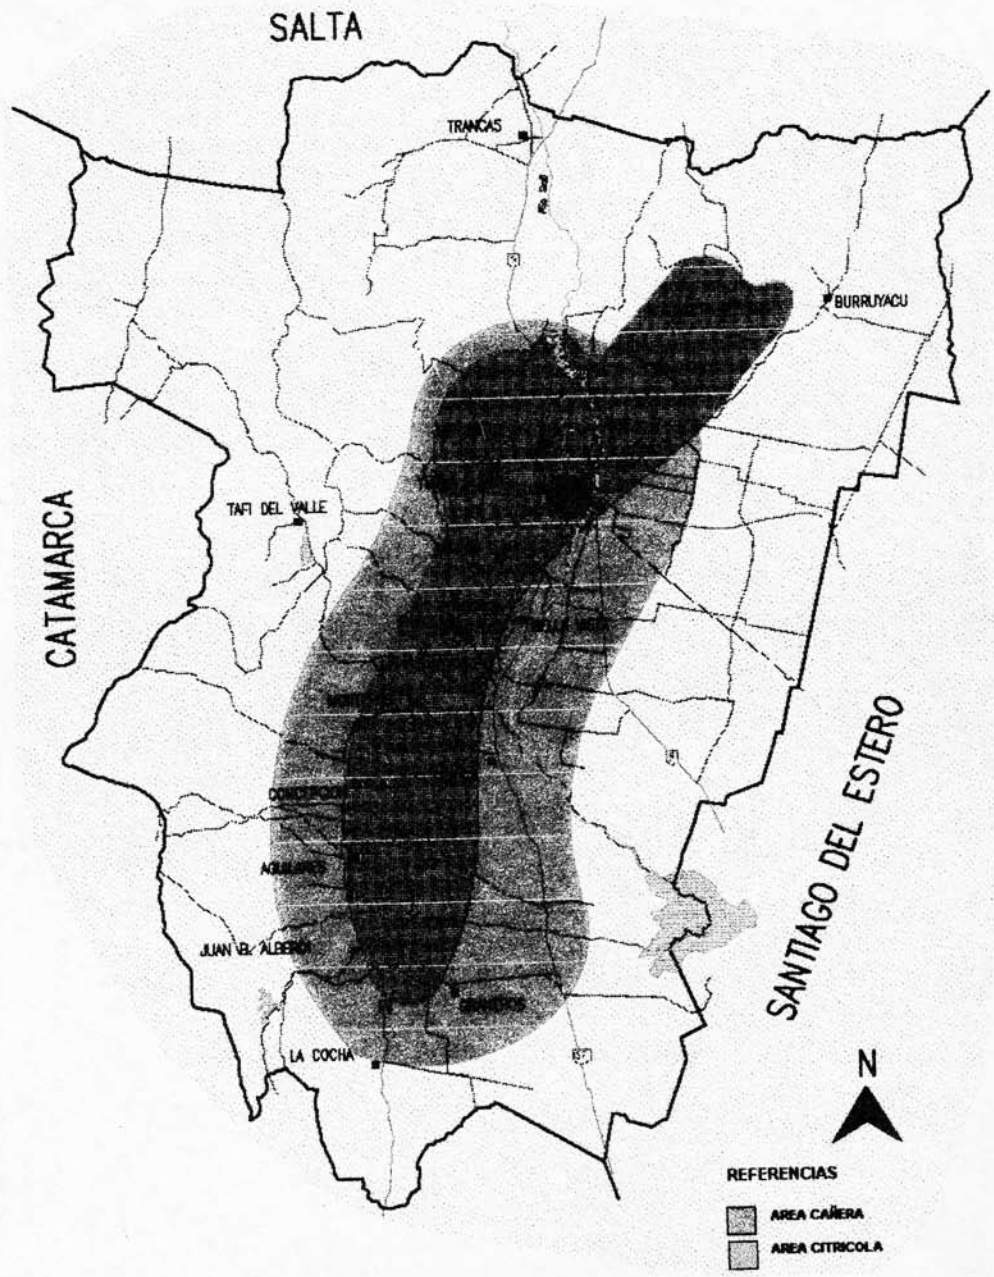 SALTA
TRANCAS
BURRUYACU
TAFI DEL VALLE
CATAMARCA
CONCEPCION
AGUILARES
JUAN B. ALBERDI
SANTIAGO DEL ESTERO
LA COCHA
N
REFERENCIAS
AREA CAÑERA
AREA CITRICOLA